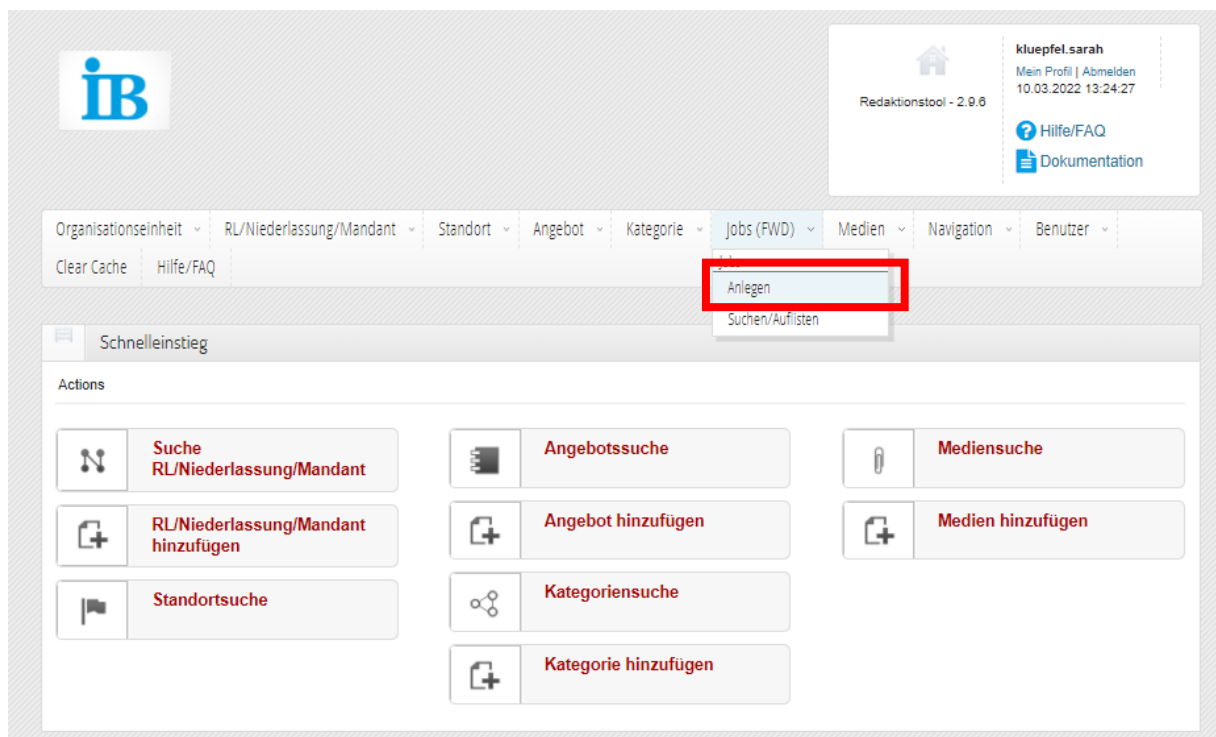 iB
kluepfel.sarah
Mein Profil | Abmelden
10.03.2022 13:24:27
Redaktionstool - 2.9.6
Hilfe/FAQ
Dokumentation
Organisationseinheit RL/Niederlassung/Mandant Standort Angebot Kategorie Jobs (FWD) Medien Navigation Benutzer
Clear Cache Hilfe/FAQ
Jobs
Anlegen
Suchen/Auflisten
Schnelleinstieg
Actions
Suche
RL/Niederlassung/Mandant
RL/Niederlassung/Mandant
hinzufügen
Standortsuche
Angebotssuche
Angebot hinzufügen
Kategoriensuche
Kategorie hinzufügen
Mediensuche
Medien hinzufügen